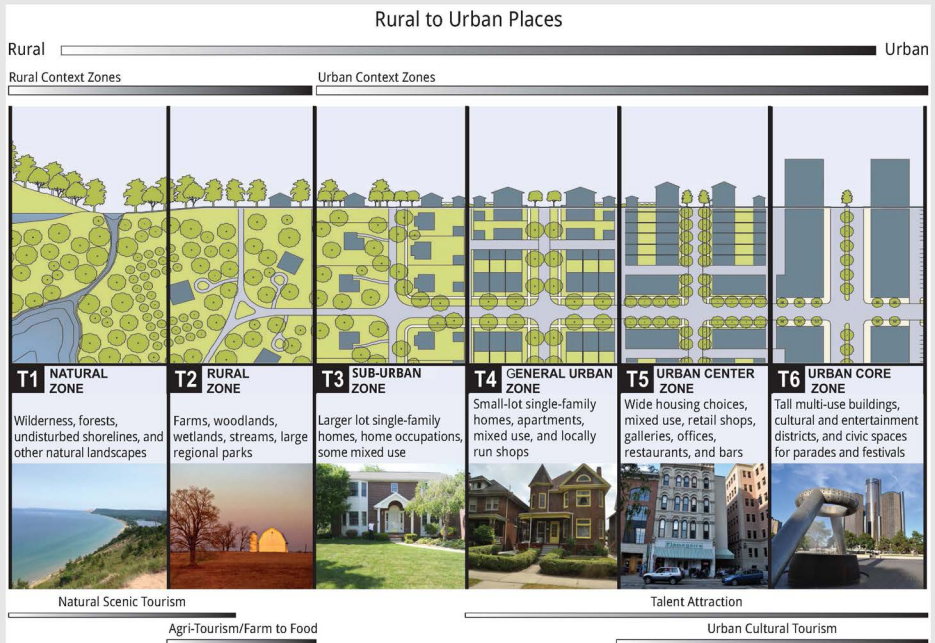 Rural to Urban Places
Rural
Urban
Rural Context Zones
Urban Context Zones
T1 NATURAL
ZONE
Wilderness, forests,
undisturbed shorelines, and
other natural landscapes
T2 RURAL
ZONE
Farms, woodlands,
wetlands, streams, large
regional parks
T3 SUB-URBAN
ZONE
Larger lot single-family
homes, home occupations,
some mixed use
T4 GENERAL URBAN
ZONE
Small-lot single-family
homes, apartments,
mixed use, and locally
run shops
T5 URBAN CENTER
ZONE
Wide housing choices,
mixed use, retail shops,
galleries, offices,
restaurants, and bars
T6 URBAN CORE
ZONE
Tall multi-use buildings,
cultural and entertainment
districts, and civic spaces
for parades and festivals
Natural Scenic Tourism
Talent Attraction
Agri-Tourism/Farm to Food
Urban Cultural Tourism